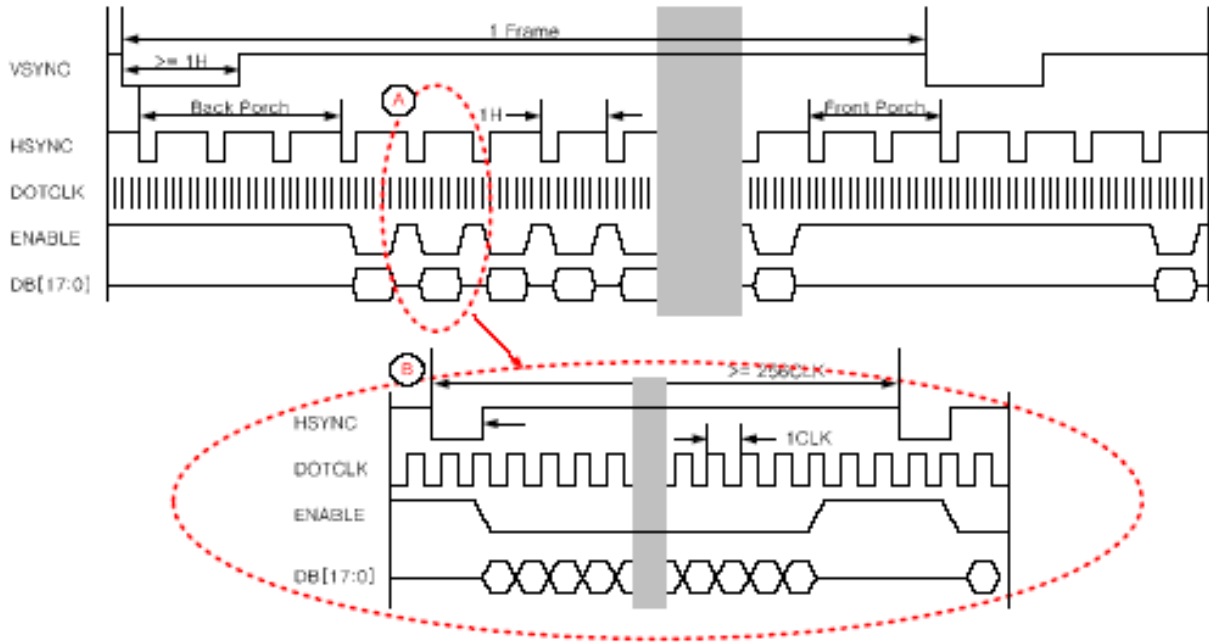 1 Frame
VSYNC
>= 1H
Back Porch
A
1H
Front Porch
HSYNC
DOTCLK
ENABLE
DB[17:0]
B
>= 256CLK
HSYNC
1CLK
DOTCLK
ENABLE
DB[17:0]